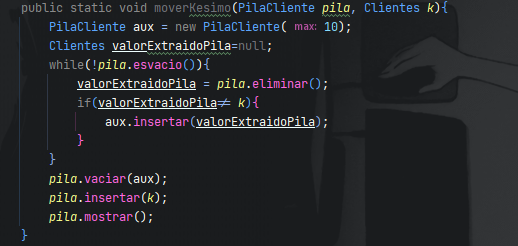 public static void moverKesimo(PilaCliente pila, Clientes k){
PilaCliente aux = new PilaCliente( max: 10);
Clientes valorExtraidoPila=null;
while(!pila.esvacio()){
valorExtraidoPila = pila.eliminar();
if(valorExtraidoPila≠ k){
aux.insertar(valorExtraidoPila);
}
}
pila.vaciar(aux);
pila.insertar(k);
pila.mostrar();
}